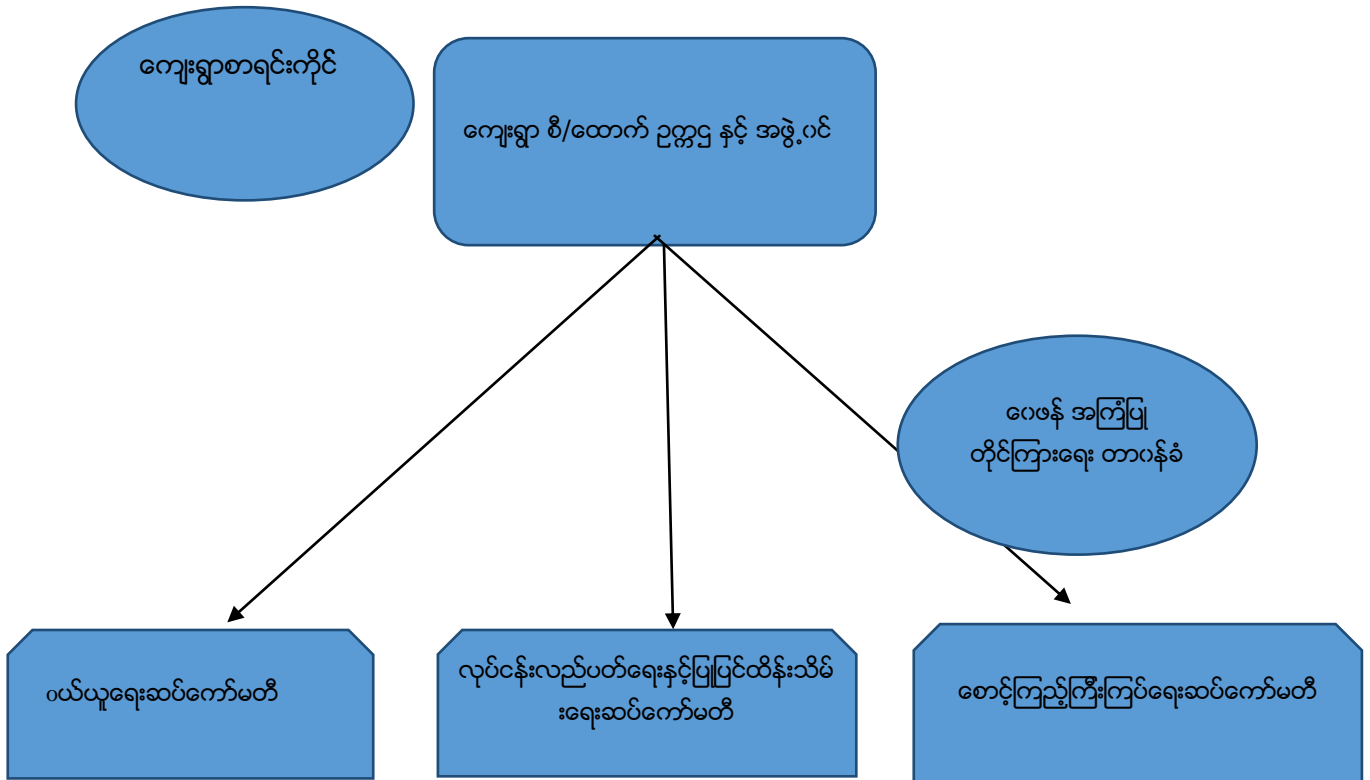 ကျေးရွာစာရင်းကိုင်
ကျေးရွာ စီ/ထောက် ဥက္ကဌ နှင့် အဖွဲ့ဝင်
ဝေဖန် အကြံပြု
တိုင်ကြားရေး တာဝန်ခံ
ဝယ်ယူရေးဆပ်ကော်မတီ
လုပ်ငန်းလည်ပတ်ရေးနှင့်ပြုပြင်ထိန်းသိမ်
းရေးဆပ်ကော်မတီ
စောင့်ကြည့်ကြီးကြပ်ရေးဆပ်ကော်မတီ